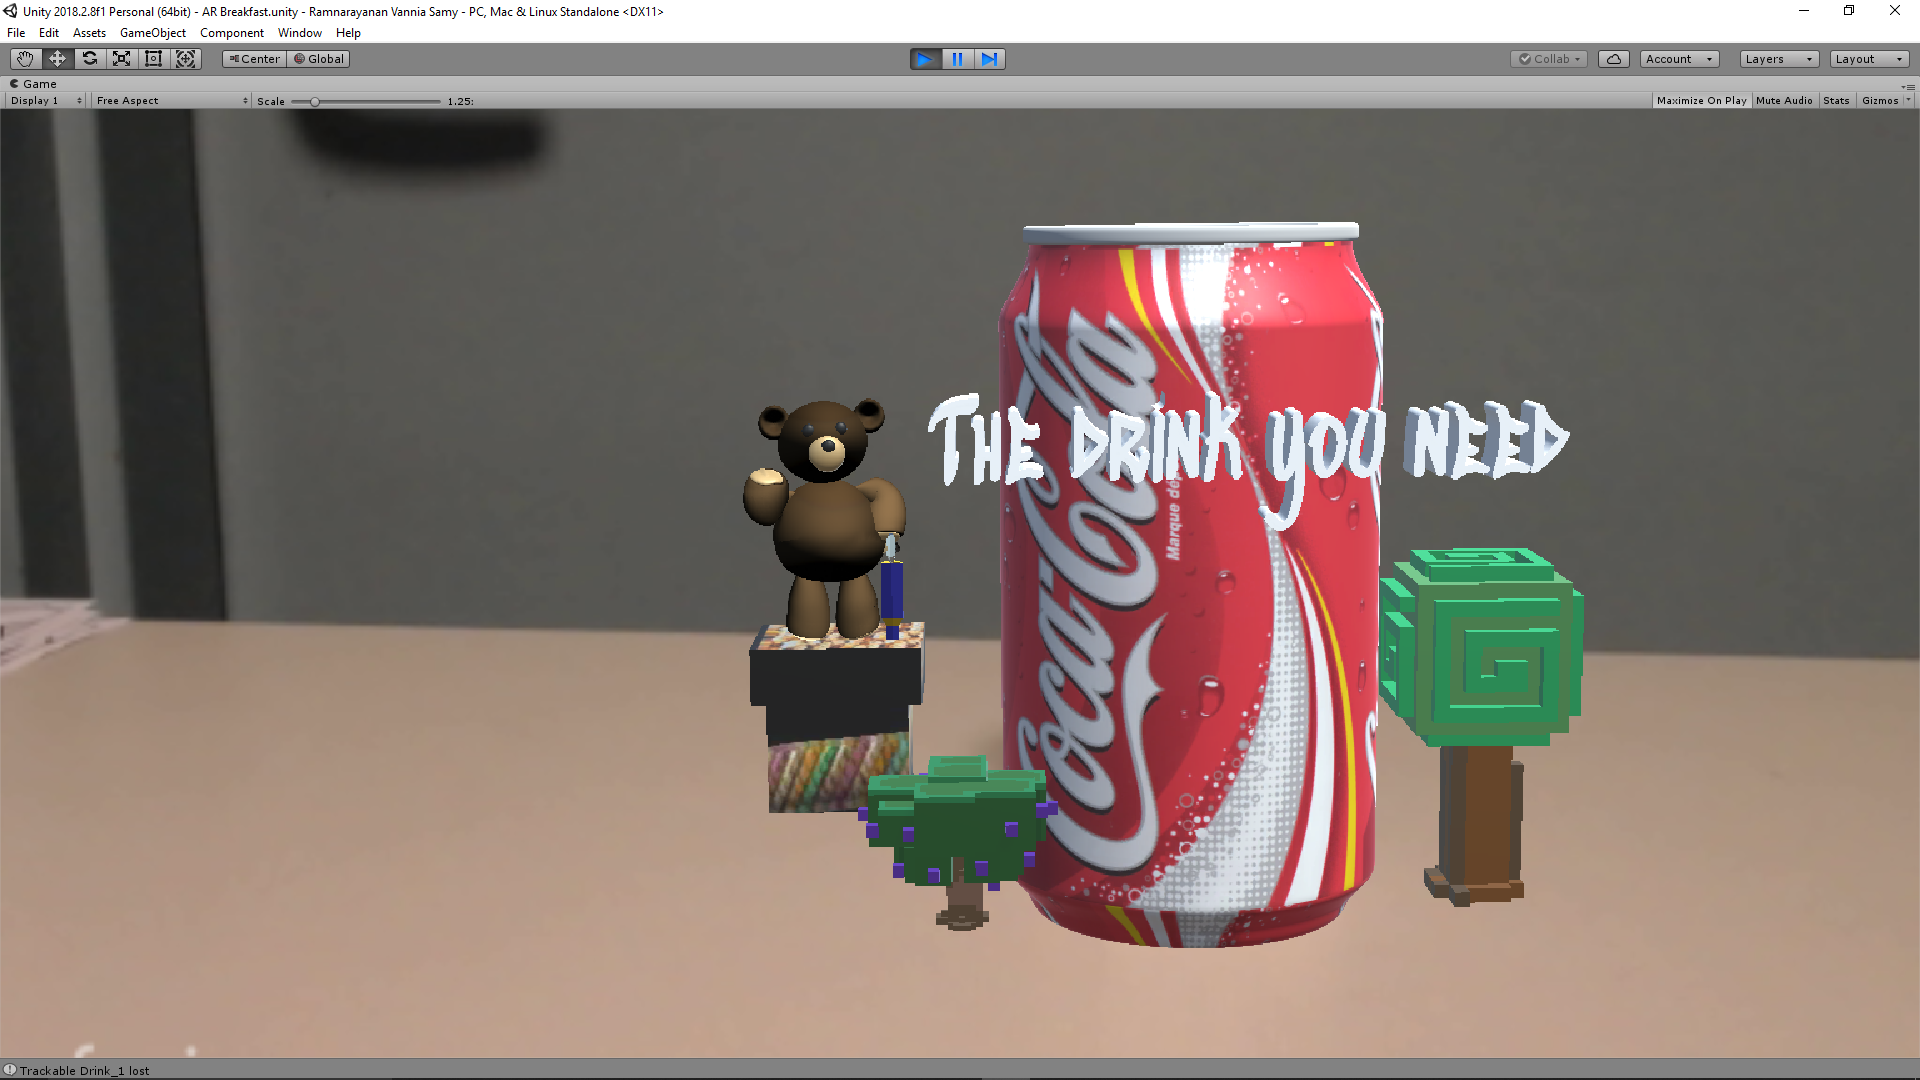 Unity 2018.2.8f1 Personal (64bit) - AR Breakfast.unity - Ramnarayanan Vannia Samy - PC, Mac & Linux Standalone <DX11>
File Edit Assets GameObject Component Window Help
Center Global Collab Account Layers Layout
Game
Display 1 Free Aspect Scale 1.25: Maximize On Play Mute Audio Stats Gizmos
THE DRINK YOU NEED
Coca-Cola
Marque
Trackable Drink_1 lost